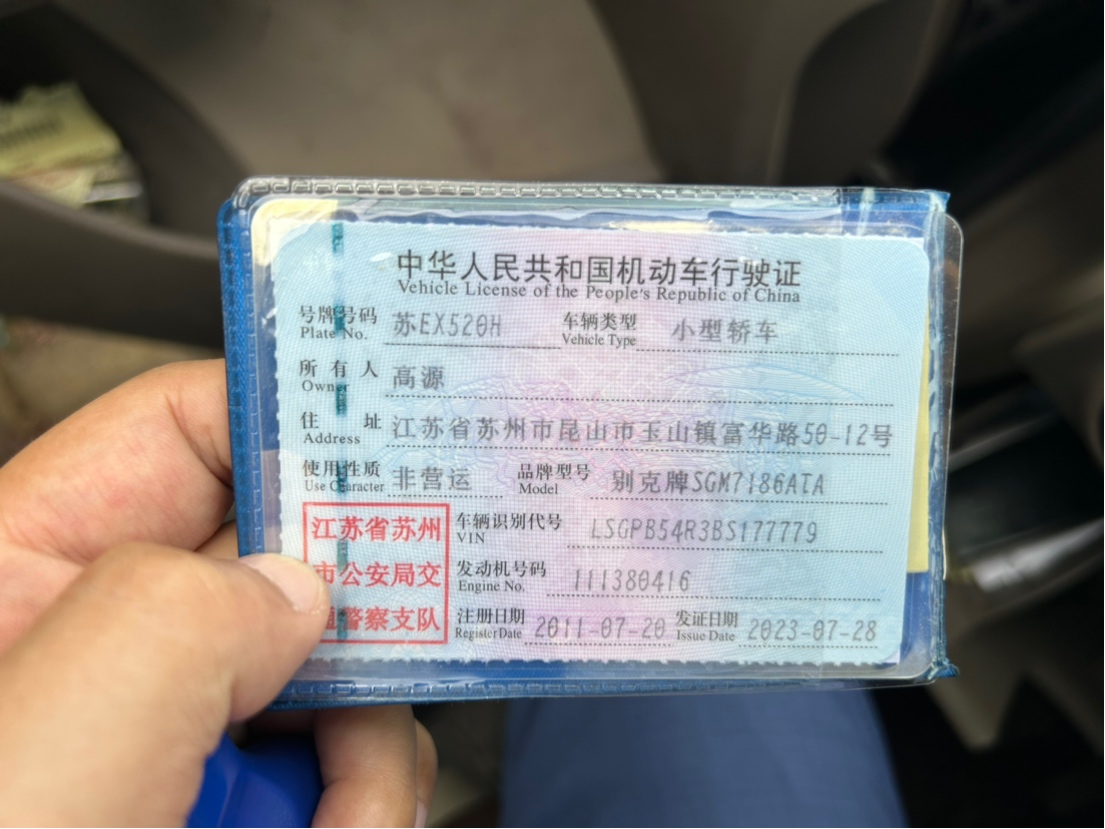 中华人民共和国机动车行驶证
Vehicle License of the People's Republic of China
号牌号码 苏EX520H 车辆类型 小型轿车
Plate No. Vehicle Type
所有人 高源
Owner
住址 江苏省苏州市昆山市玉山镇富华路50-12号
Address
使用性质 非营运 品牌型号 别克牌SGM7186ATA
Use Character Model
江苏省苏州 车辆识别代号 LSGPB54R3BS177779
VIN
市公安局交 发动机号码 111380416
Engine No.
通警察支队 注册日期 2011-07-20 发证日期 2023-07-28
Register Date Issue Date